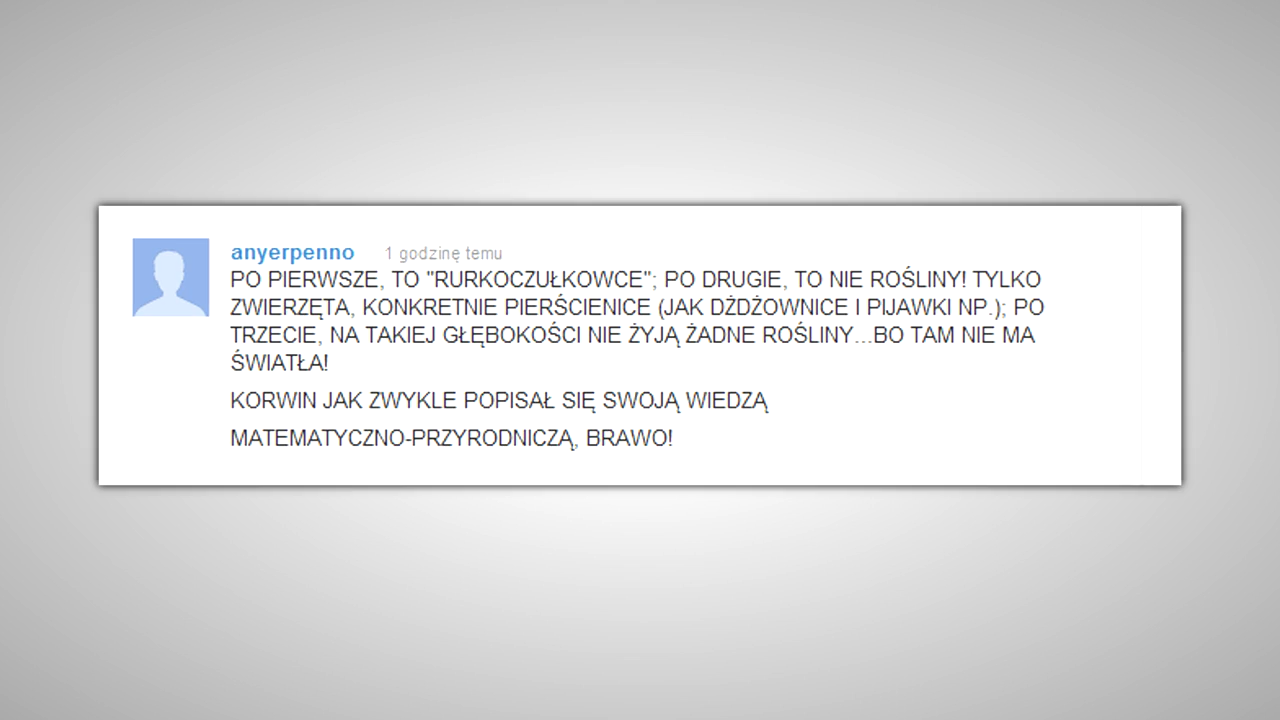 anyerpenno 1 godzinę temu
PO PIERWSZE, TO "RURKOCZUŁKOWCE"; PO DRUGIE, TO NIE ROŚLINY! TYLKO
ZWIERZĘTA, KONKRETNIE PIERŚCIENICE (JAK DŻDŻOWNICE I PIJAWKI NP.); PO
TRZECIE, NA TAKIEJ GŁĘBOKOŚCI NIE ŻYJĄ ŻADNE ROŚLINY...BO TAM NIE MA
ŚWIATŁA!
KORWIN JAK ZWYKLE POPISAŁ SIĘ SWOJĄ WIEDZĄ
MATEMATYCZNO-PRZYRODNICZĄ, BRAWO!